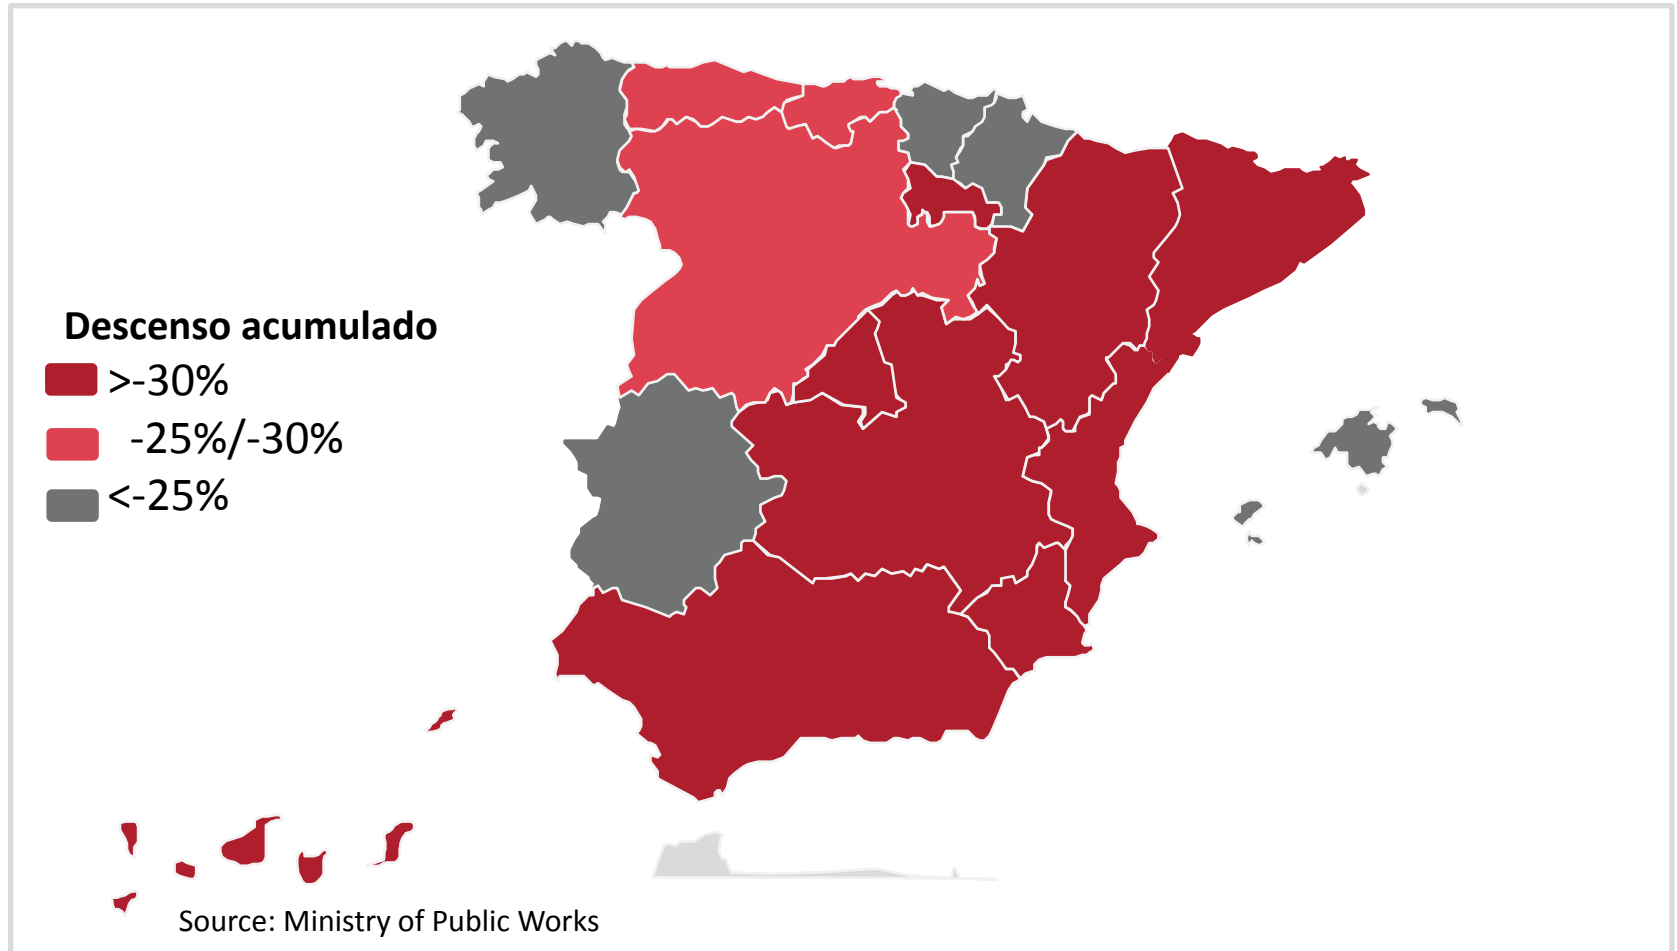 Descenso acumulado
>-30%
-25%/-30%
<-25%
Source: Ministry of Public Works